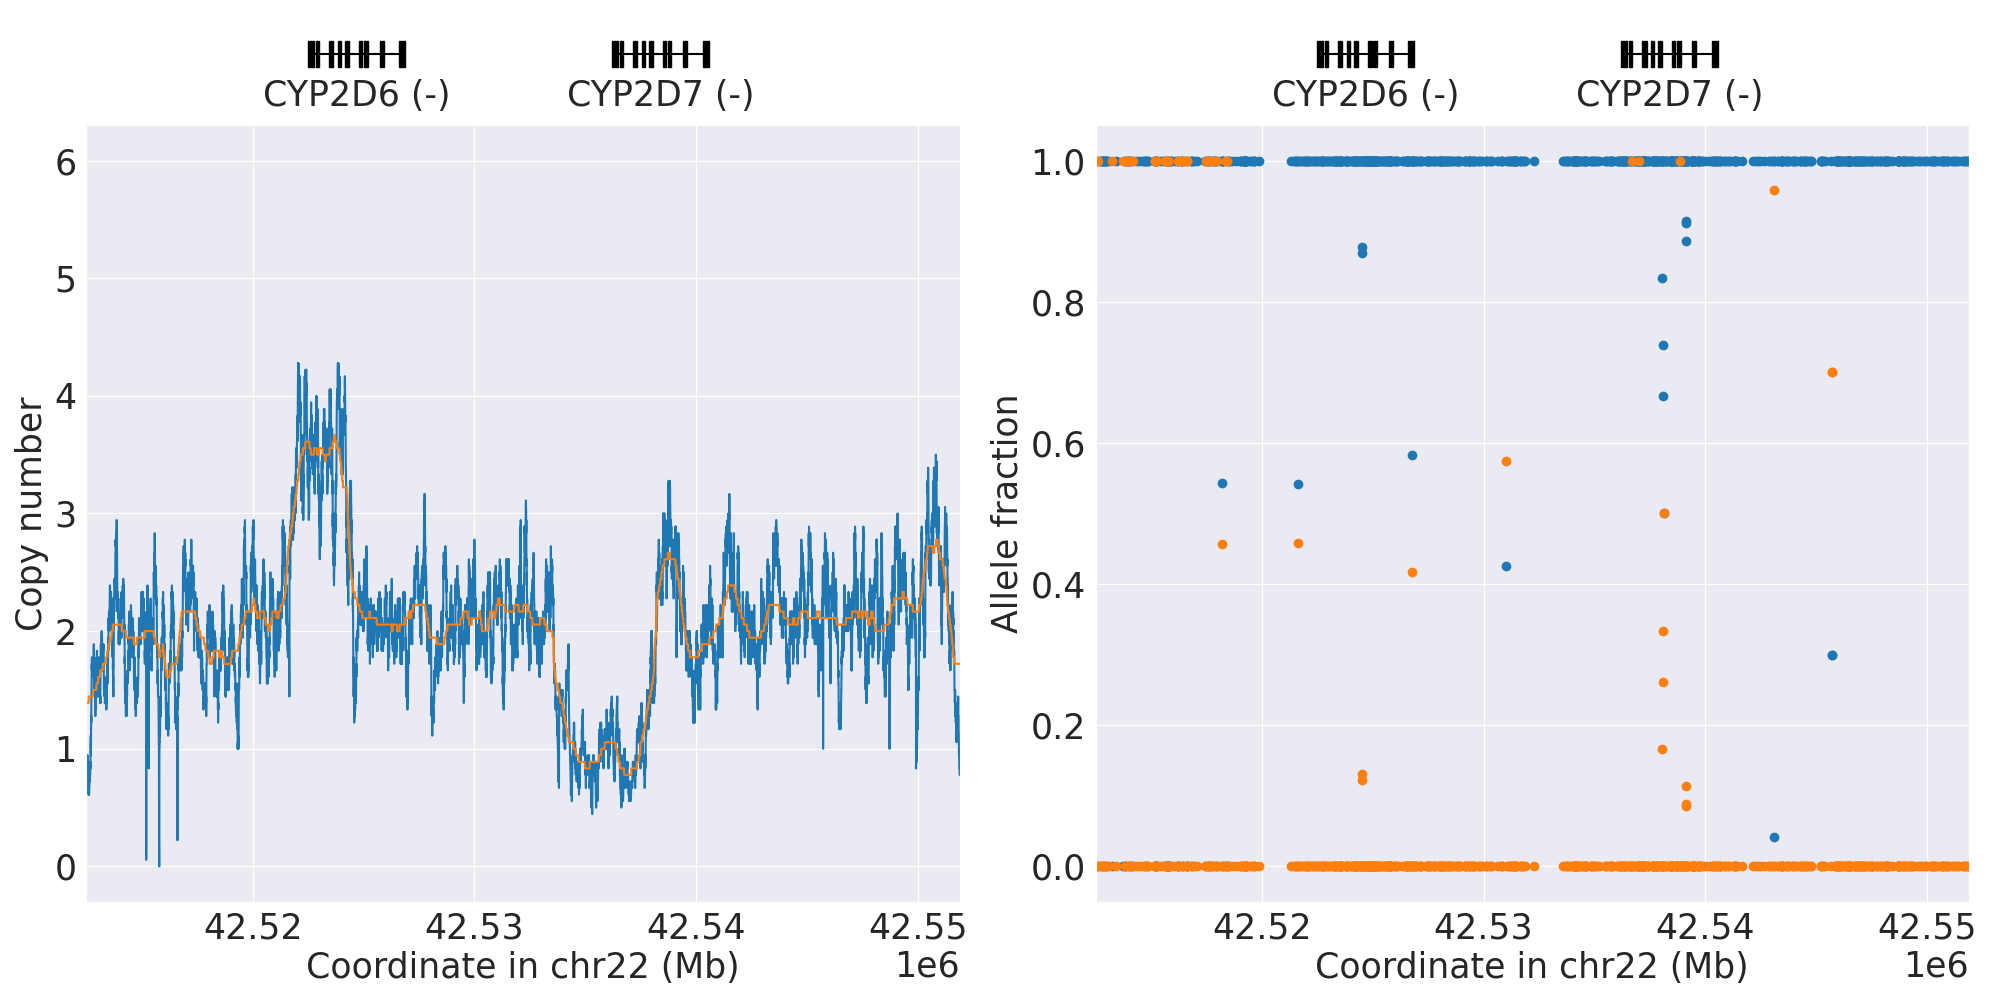 CYP2D6 (-) CYP2D7 (-)
6
5
4
3
2
1
0
Copy number
42.52 42.53 42.54 42.55
Coordinate in chr22 (Mb)
1e6
CYP2D6 (-) CYP2D7 (-)
1.0
0.8
0.6
0.4
0.2
0.0
Allele fraction
42.52 42.53 42.54 42.55
Coordinate in chr22 (Mb)
1e6